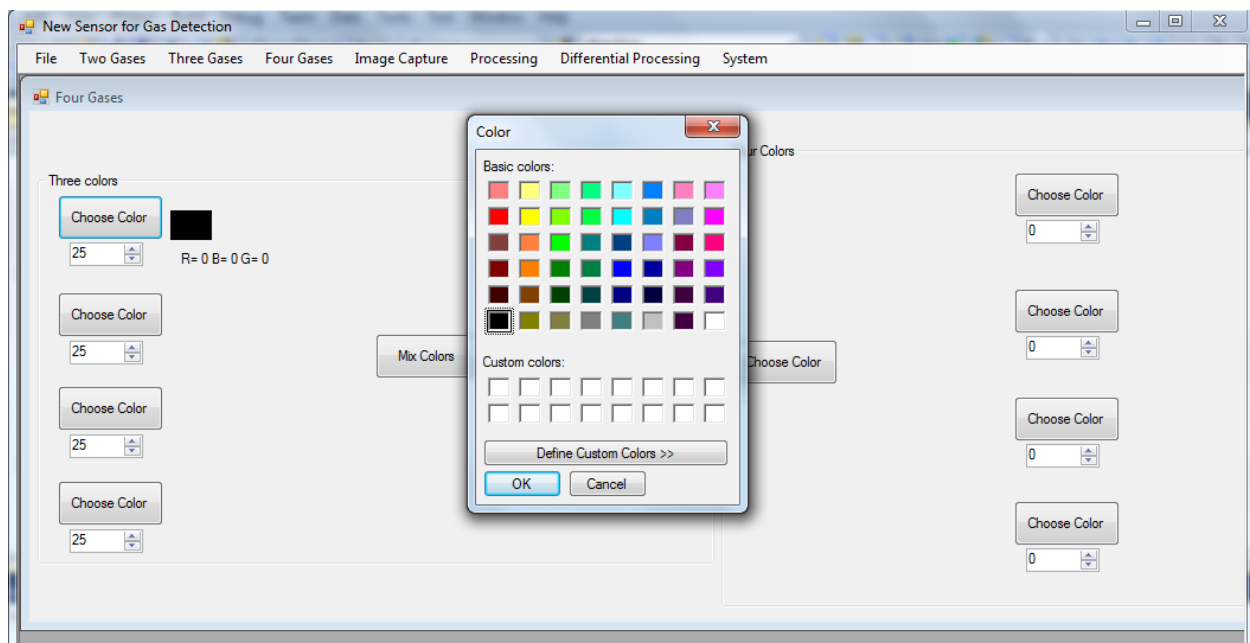 New Sensor for Gas Detection
File Two Gases Three Gases Four Gases Image Capture Processing Differential Processing System
Four Gases
Three colors
Choose Color
25
R= 0 B= 0 G= 0
Choose Color
25
Choose Color
25
Choose Color
25
Mix Colors
Color
Basic colors:
Custom colors:
Define Custom Colors >>
OK Cancel
ur Colors
Choose Color
Choose Color
0
Choose Color
0
Choose Color
0
Choose Color
0